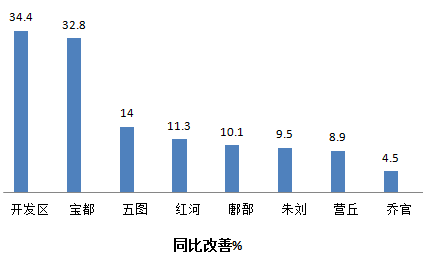 34.4 32.8 14 11.3 10.1 9.5 8.9 4.5
开发区 宝都 五图 红河 鄌郚 朱刘 营丘 乔官
同比改善%